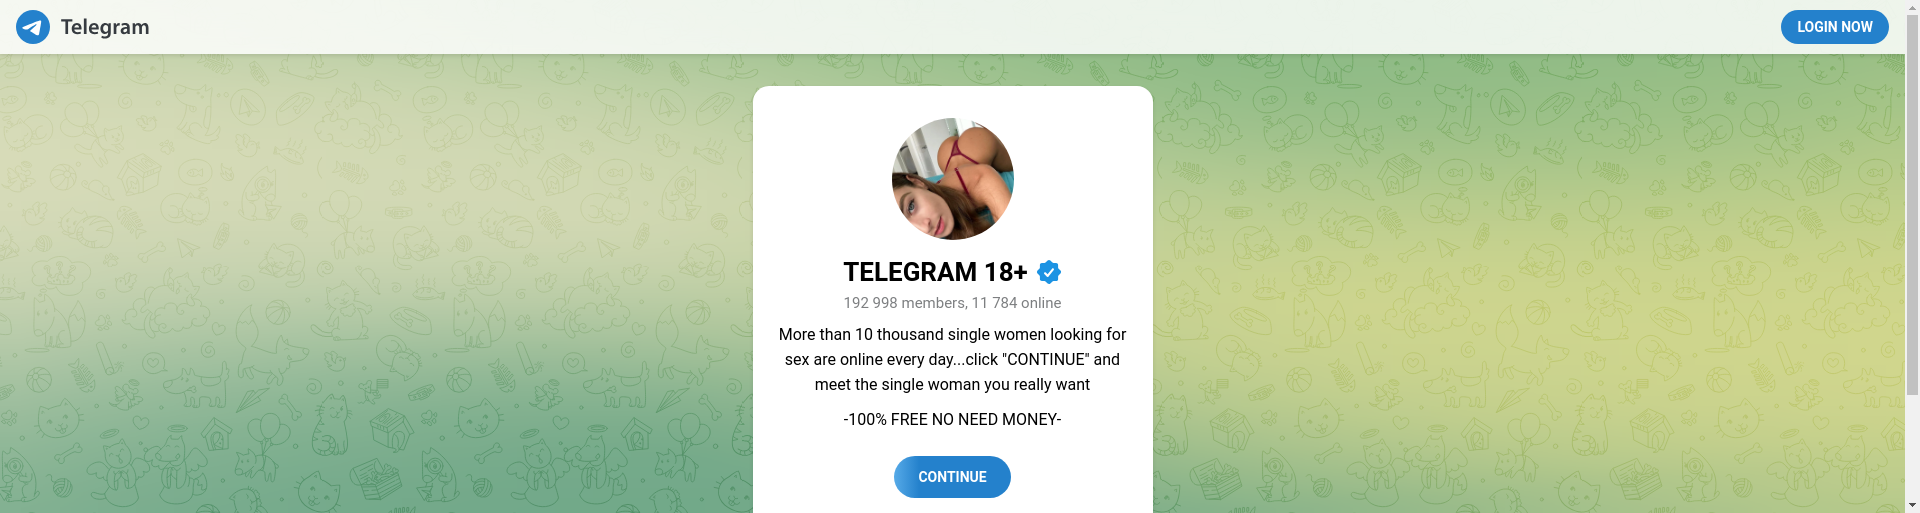 Telegram
LOGIN NOW
TELEGRAM 18+
192 998 members, 11 784 online
More than 10 thousand single women looking for
sex are online every day...click "CONTINUE" and
meet the single woman you really want
-100% FREE NO NEED MONEY-
CONTINUE